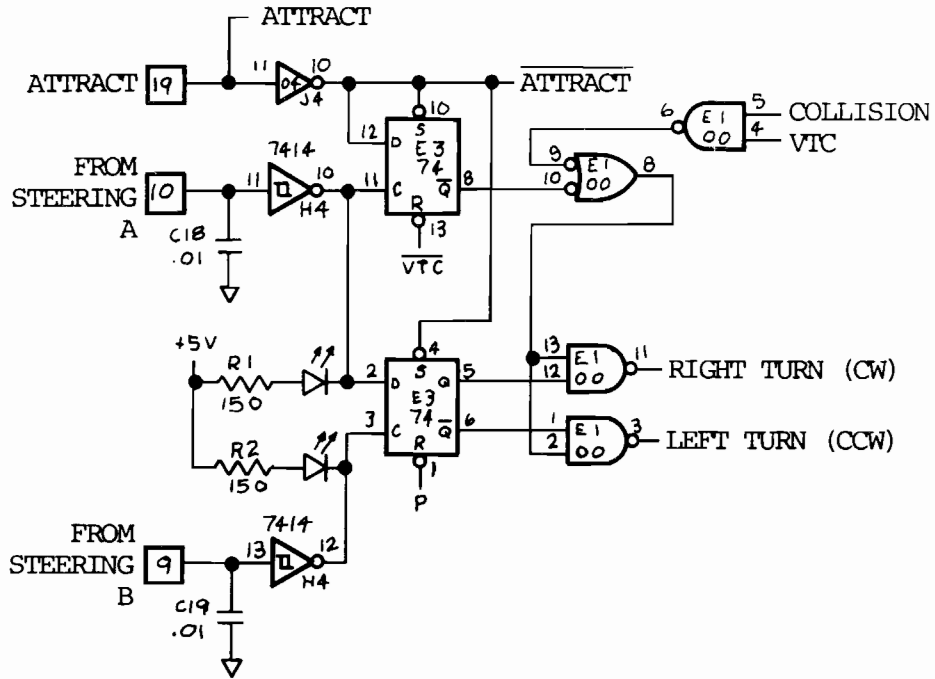 ATTRACT
ATTRACT 19 11 04 10 J4 ATTRACT
10
12 D S
E3
74
7414
FROM
STEERING
A
10 11 10 H4
11 C Q 8
R
13
VTC
C18
.01
6 E1 00 5 COLLISION
4 VTC
9
10 E1 00 8
+5V
R1
150
4
2 D S Q 5
E3
74
3 C Q 6
R
1
P
R2
150
13
12 E1 00 11 RIGHT TURN (CW)
1
2 E1 00 3 LEFT TURN (CCW)
7414
FROM
STEERING
B
9 13 12 H4
C19
.01